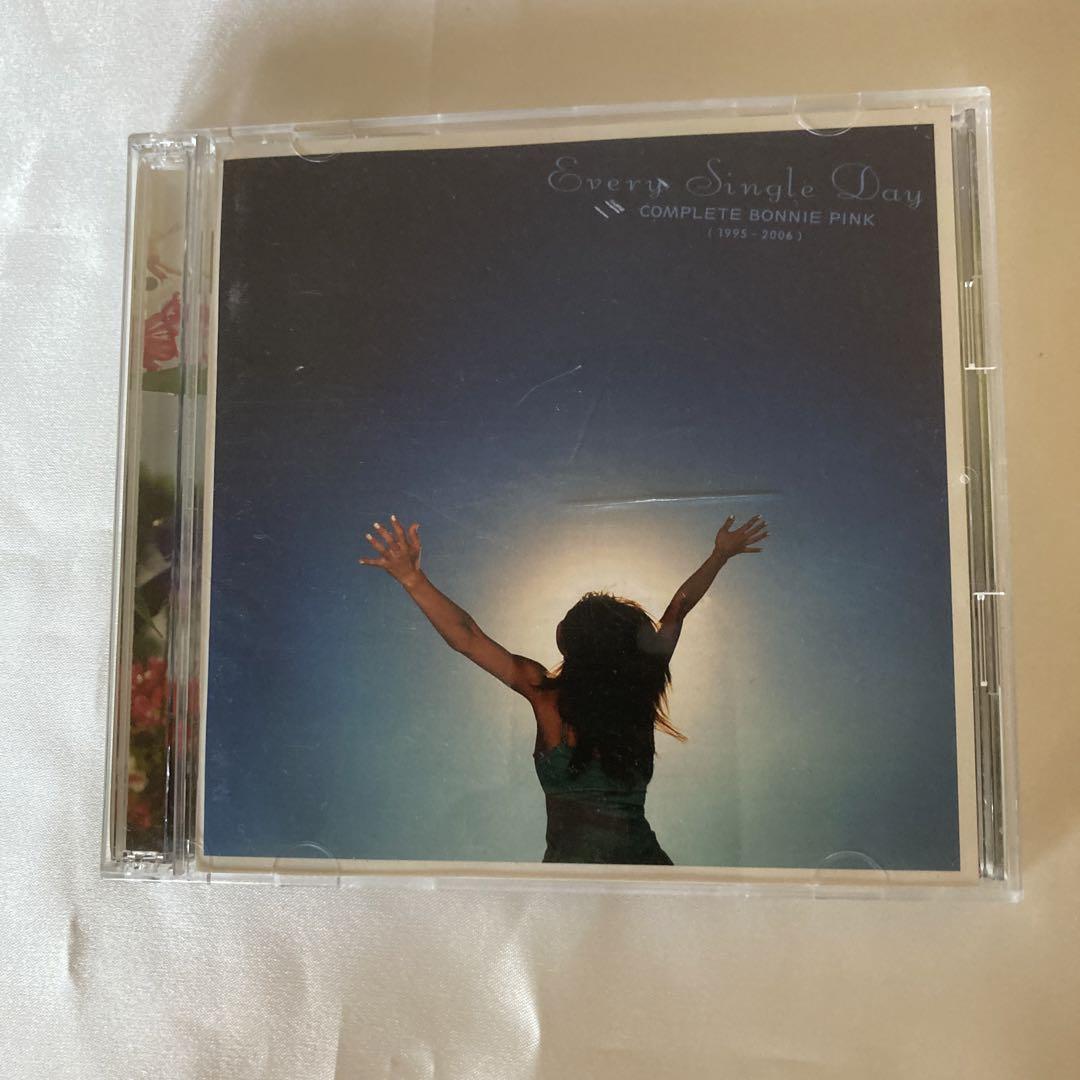 Every Single Day
COMPLETE BONNIE PINK
(1995-2006)